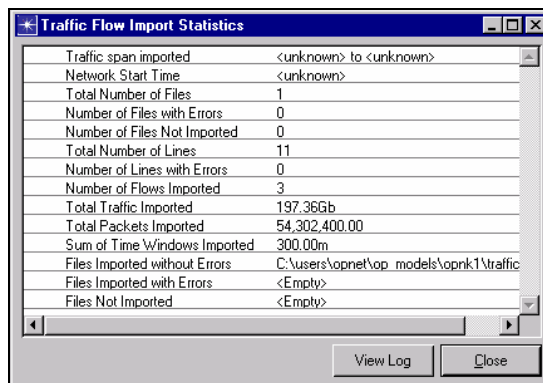 Traffic Flow Import Statistics
Traffic span imported <unknown> to <unknown>
Network Start Time <unknown>
Total Number of Files 1
Number of Files with Errors 0
Number of Files Not Imported 0
Total Number of Lines 11
Number of Lines with Errors 0
Number of Flows Imported 3
Total Traffic Imported 197.36Gb
Total Packets Imported 54,302,400.00
Sum of Time Windows Imported 300.00m
Files Imported without Errors C:\users\opnet\op_models\opnk1\traffic
Files Imported with Errors <Empty>
Files Not Imported <Empty>
View Log Close